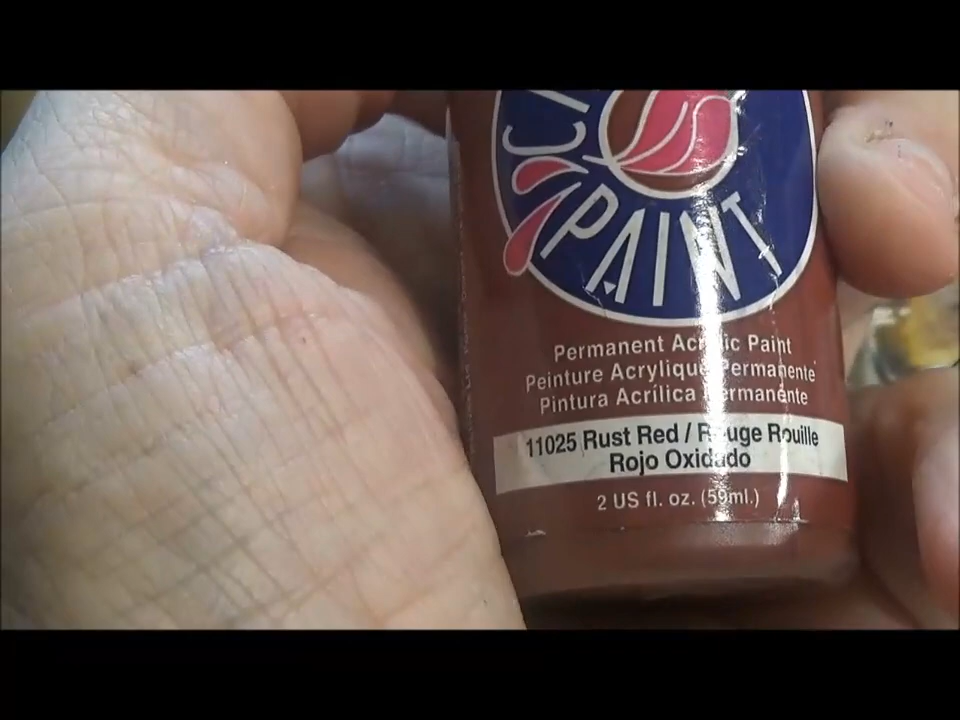 PAINT
Permanent Acrylic Paint
Peinture Acrylique Permanente
Pintura Acrílica Permanente
11025 Rust Red / Rouge Rouille
Rojo Oxidado
2 US fl. oz. (59ml.)